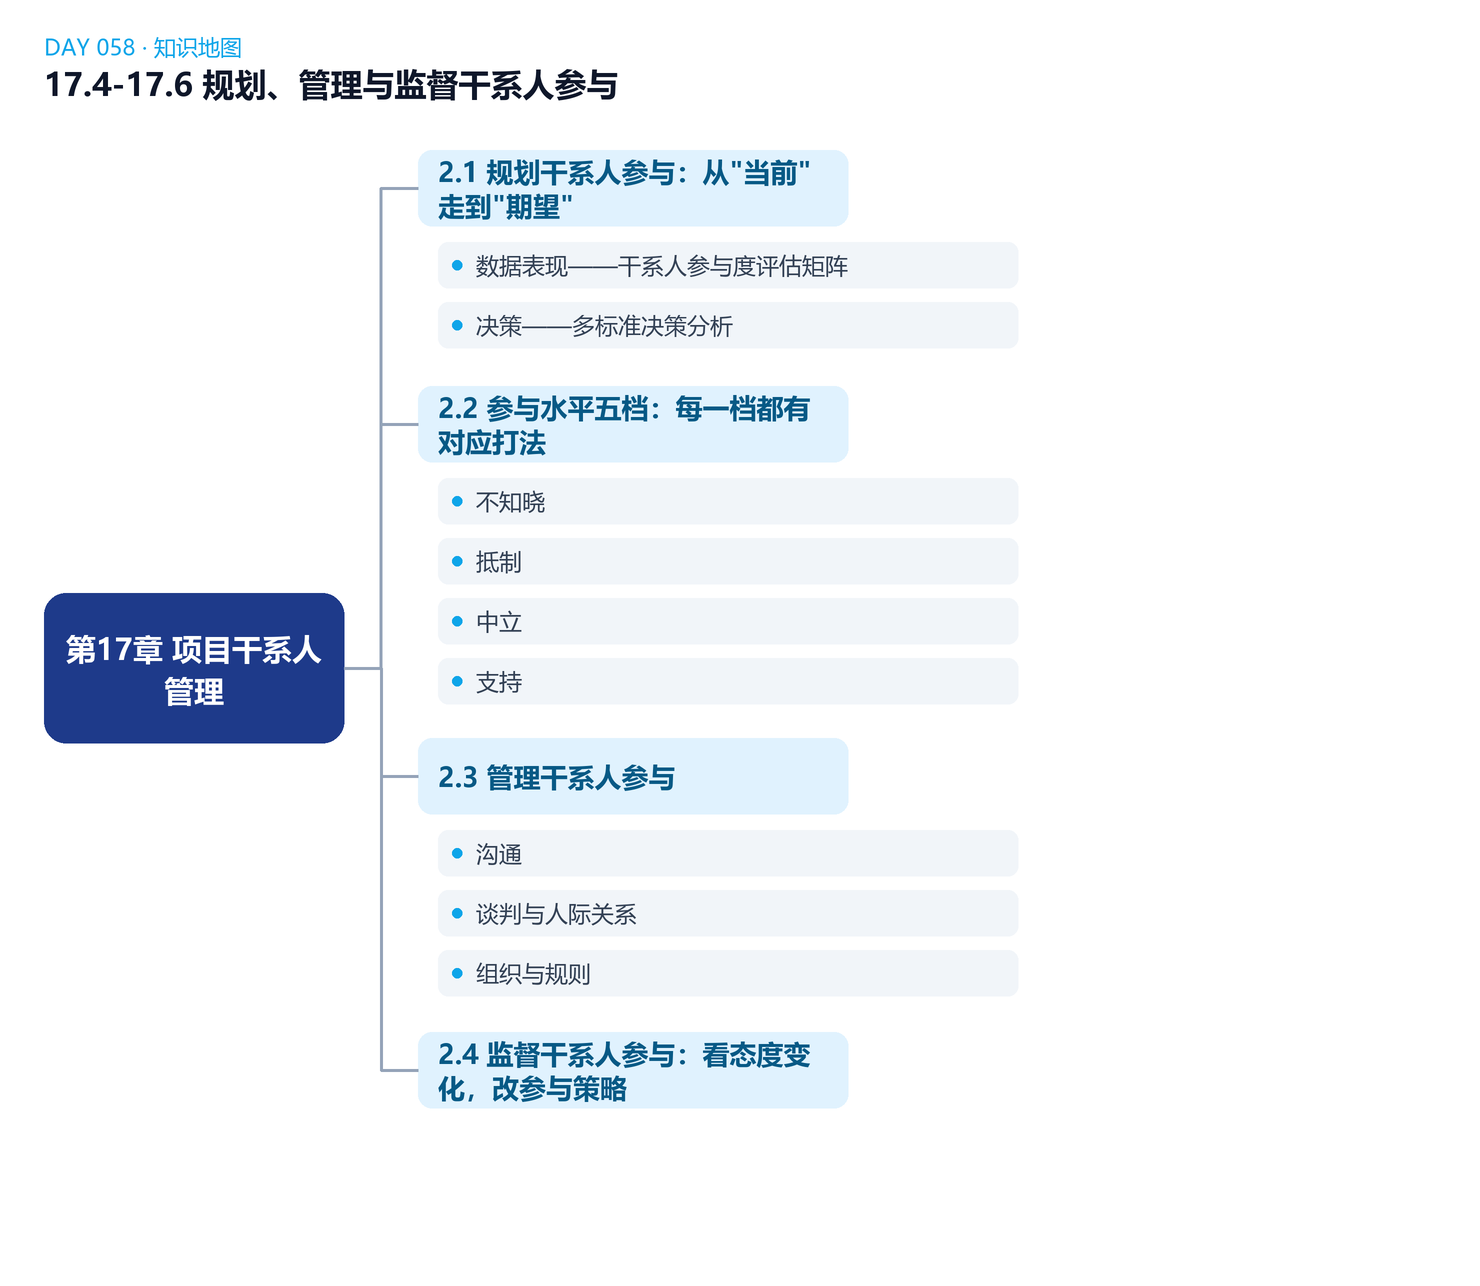 DAY 058 · 知识地图
17.4-17.6 规划、管理与监督干系人参与
2.1 规划干系人参与：从"当前"
走到"期望"
数据表现——干系人参与度评估矩阵
决策——多标准决策分析
2.2 参与水平五档：每一档都有
对应打法
不知晓
抵制
中立
支持
第17章 项目干系人
管理
2.3 管理干系人参与
沟通
谈判与人际关系
组织与规则
2.4 监督干系人参与：看态度变
化，改参与策略